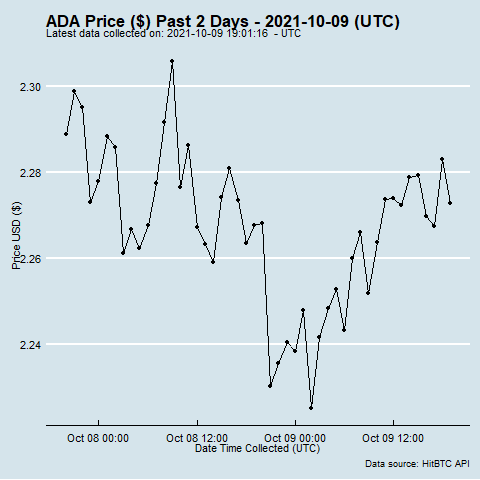 ADA Price ($) Past 2 Days - 2021-10-09 (UTC)
Latest data collected on: 2021-10-09 19:01:16 - UTC
2.30
2.28
2.26
2.24
Price USD ($)
Oct 08 00:00 Oct 08 12:00 Oct 09 00:00 Oct 09 12:00
Date Time Collected (UTC)
Data source: HitBTC API